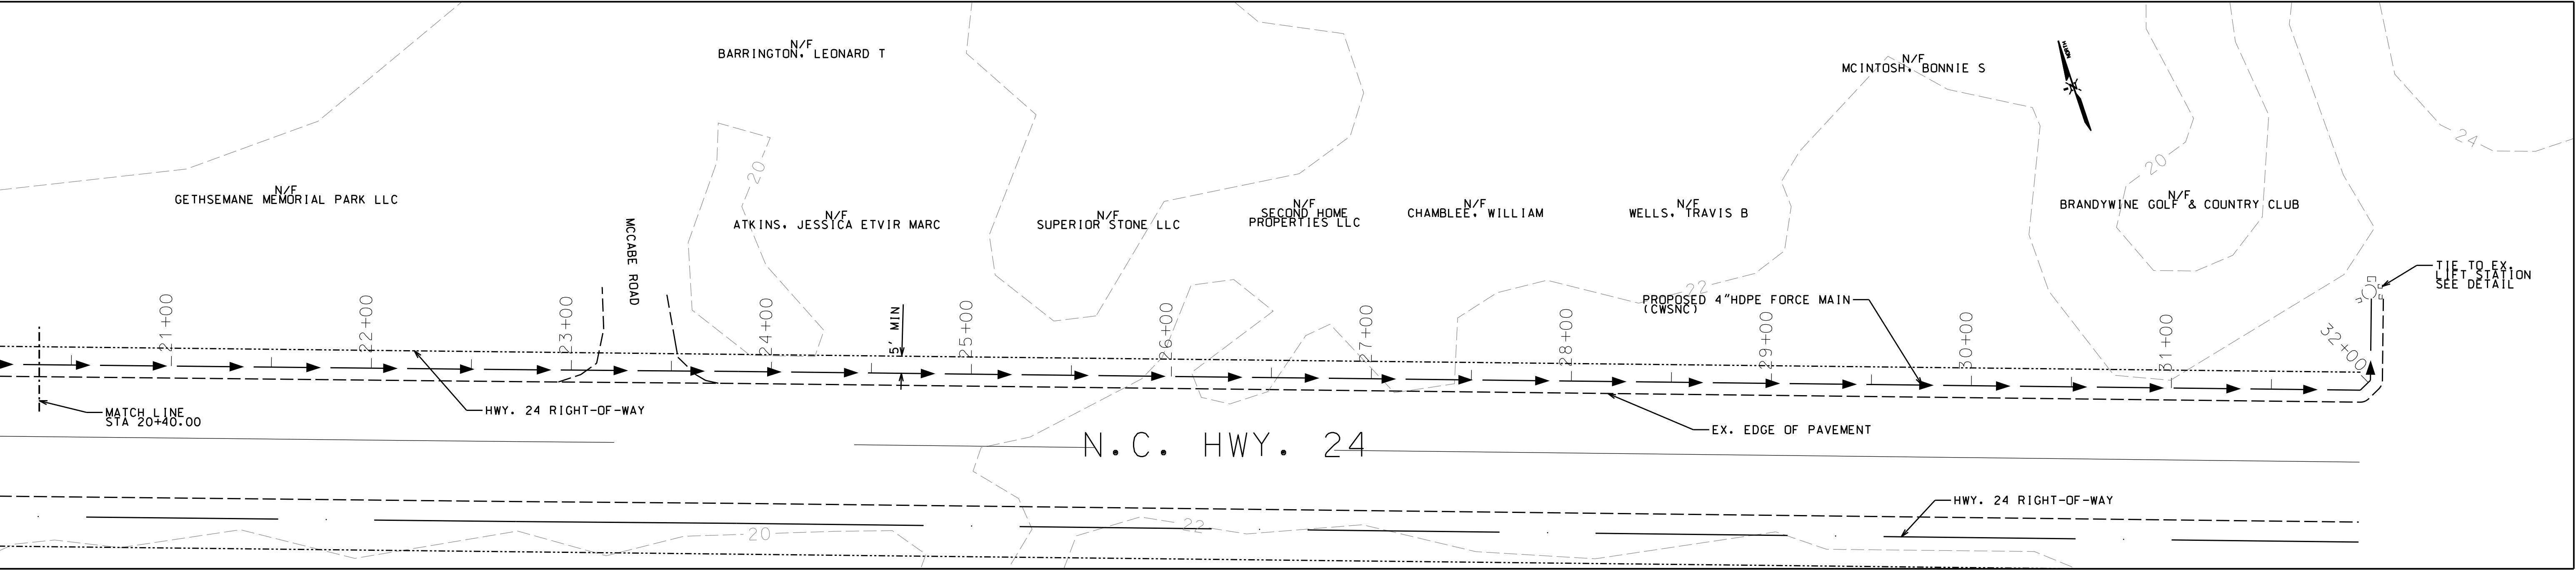 N/F
BARRINGTON, LEONARD T
N/F
MCINTOSH, BONNIE S
NORTH
24
20
20
N/F
GETHSEMANE MEMORIAL PARK LLC
MCCABE ROAD
N/F
ATKINS, JESSICA ETVIR MARC
N/F
SUPERIOR STONE LLC
N/F
SECOND HOME
PROPERTIES LLC
N/F
CHAMBLEE, WILLIAM
N/F
WELLS, TRAVIS B
N/F
BRANDYWINE GOLF & COUNTRY CLUB
TIE TO EX.
LIFT STATION
SEE DETAIL
22
PROPOSED 4"HDPE FORCE MAIN
(CWSNC)
21+00
22+00
23+00
24+00
5' MIN
25+00
26+00
27+00
28+00
29+00
30+00
31+00
32+00
MATCH LINE
STA 20+40.00
HWY. 24 RIGHT-OF-WAY
EX. EDGE OF PAVEMENT
N.C. HWY. 24
HWY. 24 RIGHT-OF-WAY
20
22